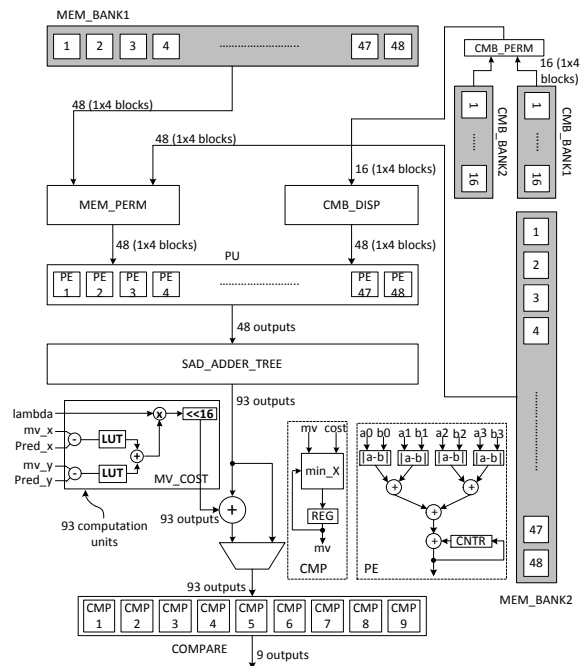 MEM_BANK1
1 2 3 4 ........................ 47 48
CMB_PERM
16 (1x4 blocks)
1
......
16
CMB_BANK2
1
......
16
CMB_BANK1
48 (1x4 blocks)
48 (1x4 blocks)
16 (1x4 blocks)
MEM_PERM
CMB_DISP
48 (1x4 blocks)
48 (1x4 blocks)
PU
PE 1 PE 2 PE 3 PE 4 ........................ PE 47 PE 48
48 outputs
SAD_ADDER_TREE
93 outputs
lambda
mv_x
Pred_x
mv_y
Pred_y
-
LUT
-
LUT
+
x
<<16
MV_COST
93 computation units
93 outputs
+
93 outputs
mv cost
min_X
REG
mv
CMP
a0 b0 a1 b1 a2 b2 a3 b3
|a-b| |a-b| |a-b| |a-b|
+ +
+
+
CNTR
PE
1
2
3
4
........................
47
48
MEM_BANK2
CMP 1 CMP 2 CMP 3 CMP 4 CMP 5 CMP 6 CMP 7 CMP 8 CMP 9
COMPARE
9 outputs